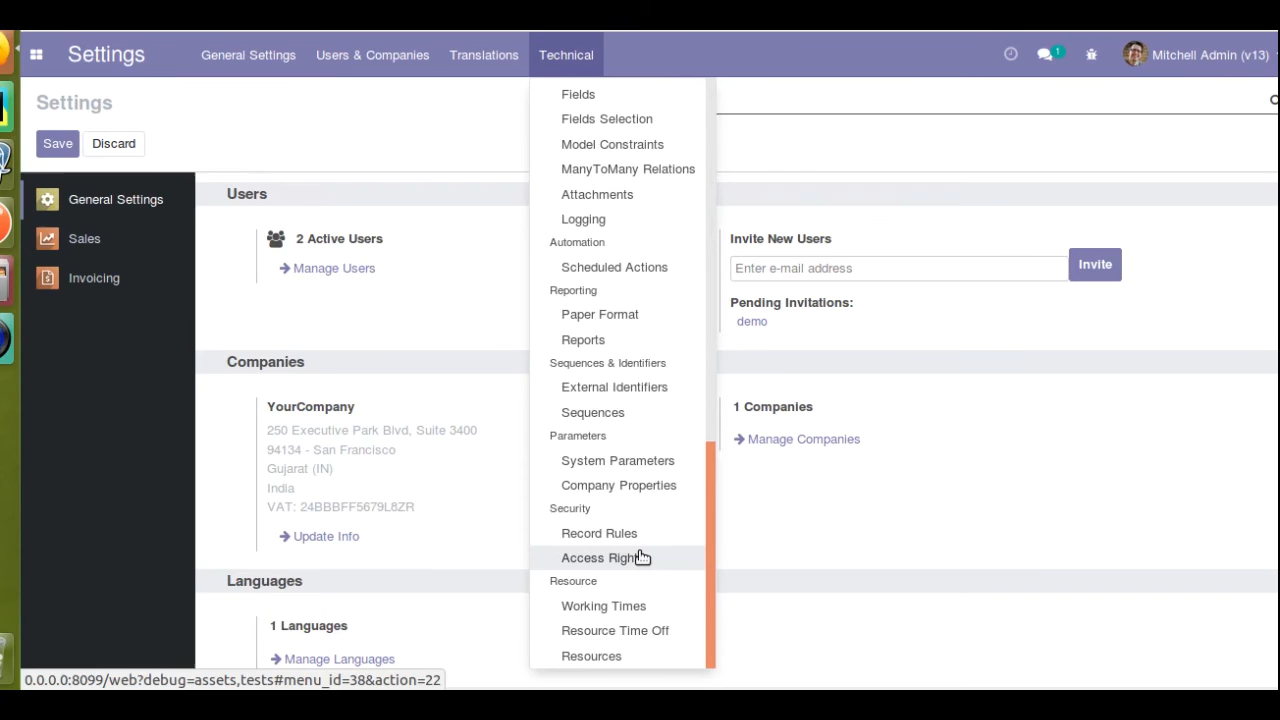 Settings
General Settings
Users & Companies
Translations
Technical
1
Mitchell Admin (v13)
Settings
Save
Discard
General Settings
Sales
Invoicing
Users
2 Active Users
Manage Users
Invite New Users
Enter e-mail address
Invite
Pending Invitations:
demo
Companies
YourCompany
250 Executive Park Blvd, Suite 3400
94134 - San Francisco
Gujarat (IN)
India
VAT: 24BBBFF5679L8ZR
Update Info
1 Companies
Manage Companies
Languages
1 Languages
Manage Languages
Fields
Fields Selection
Model Constraints
ManyToMany Relations
Attachments
Logging
Automation
Scheduled Actions
Reporting
Paper Format
Reports
Sequences & Identifiers
External Identifiers
Sequences
Parameters
System Parameters
Company Properties
Security
Record Rules
Access Rights
Resource
Working Times
Resource Time Off
Resources
0.0.0.0:8099/web?debug=assets,tests#menu_id=38&action=22